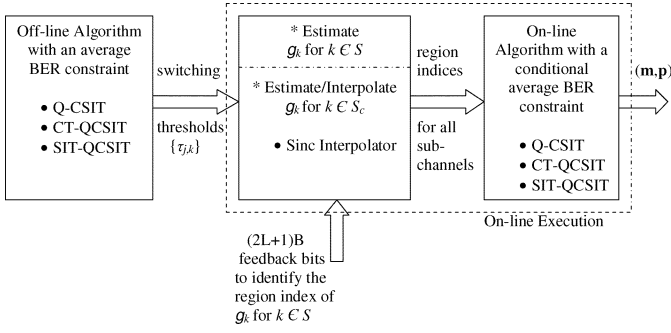 Off-line Algorithm
with an average
BER constraint
• Q-CSIT
• CT-QCSIT
• SIT-QCSIT
switching
thresholds
{τj,k}
* Estimate
gk for k ∈ S
* Estimate/Interpolate
gk for k ∈ Sc
• Sinc Interpolator
(2L+1)B
feedback bits
to identify the
region index of
gk for k ∈ S
region
indices
for all
sub-
channels
On-line
Algorithm with a
conditional
average BER
constraint
• Q-CSIT
• CT-QCSIT
• SIT-QCSIT
(m,p)
On-line Execution